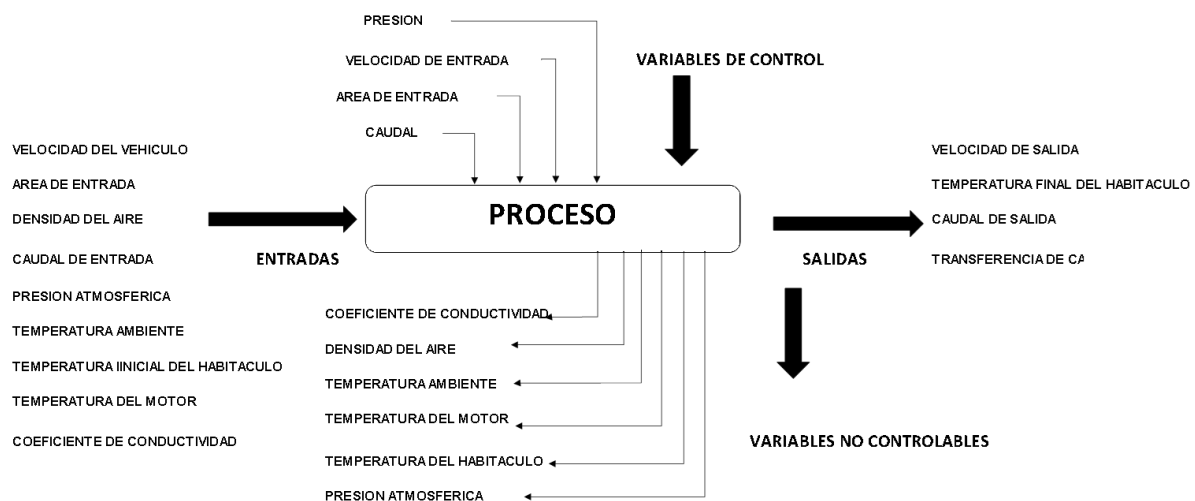 PRESION
VELOCIDAD DE ENTRADA
AREA DE ENTRADA
CAUDAL
VARIABLES DE CONTROL
VELOCIDAD DEL VEHICULO
AREA DE ENTRADA
DENSIDAD DEL AIRE
CAUDAL DE ENTRADA
PRESION ATMOSFERICA
TEMPERATURA AMBIENTE
TEMPERATURA IINICIAL DEL HABITACULO
TEMPERATURA DEL MOTOR
COEFICIENTE DE CONDUCTIVIDAD
ENTRADAS
PROCESO
SALIDAS
VELOCIDAD DE SALIDA
TEMPERATURA FINAL DEL HABITACULO
CAUDAL DE SALIDA
TRANSFERENCIA DE CA
COEFICIENTE DE CONDUCTIVIDAD
DENSIDAD DEL AIRE
TEMPERATURA AMBIENTE
TEMPERATURA DEL MOTOR
TEMPERATURA DEL HABITACULO
PRESION ATMOSFERICA
VARIABLES NO CONTROLABLES